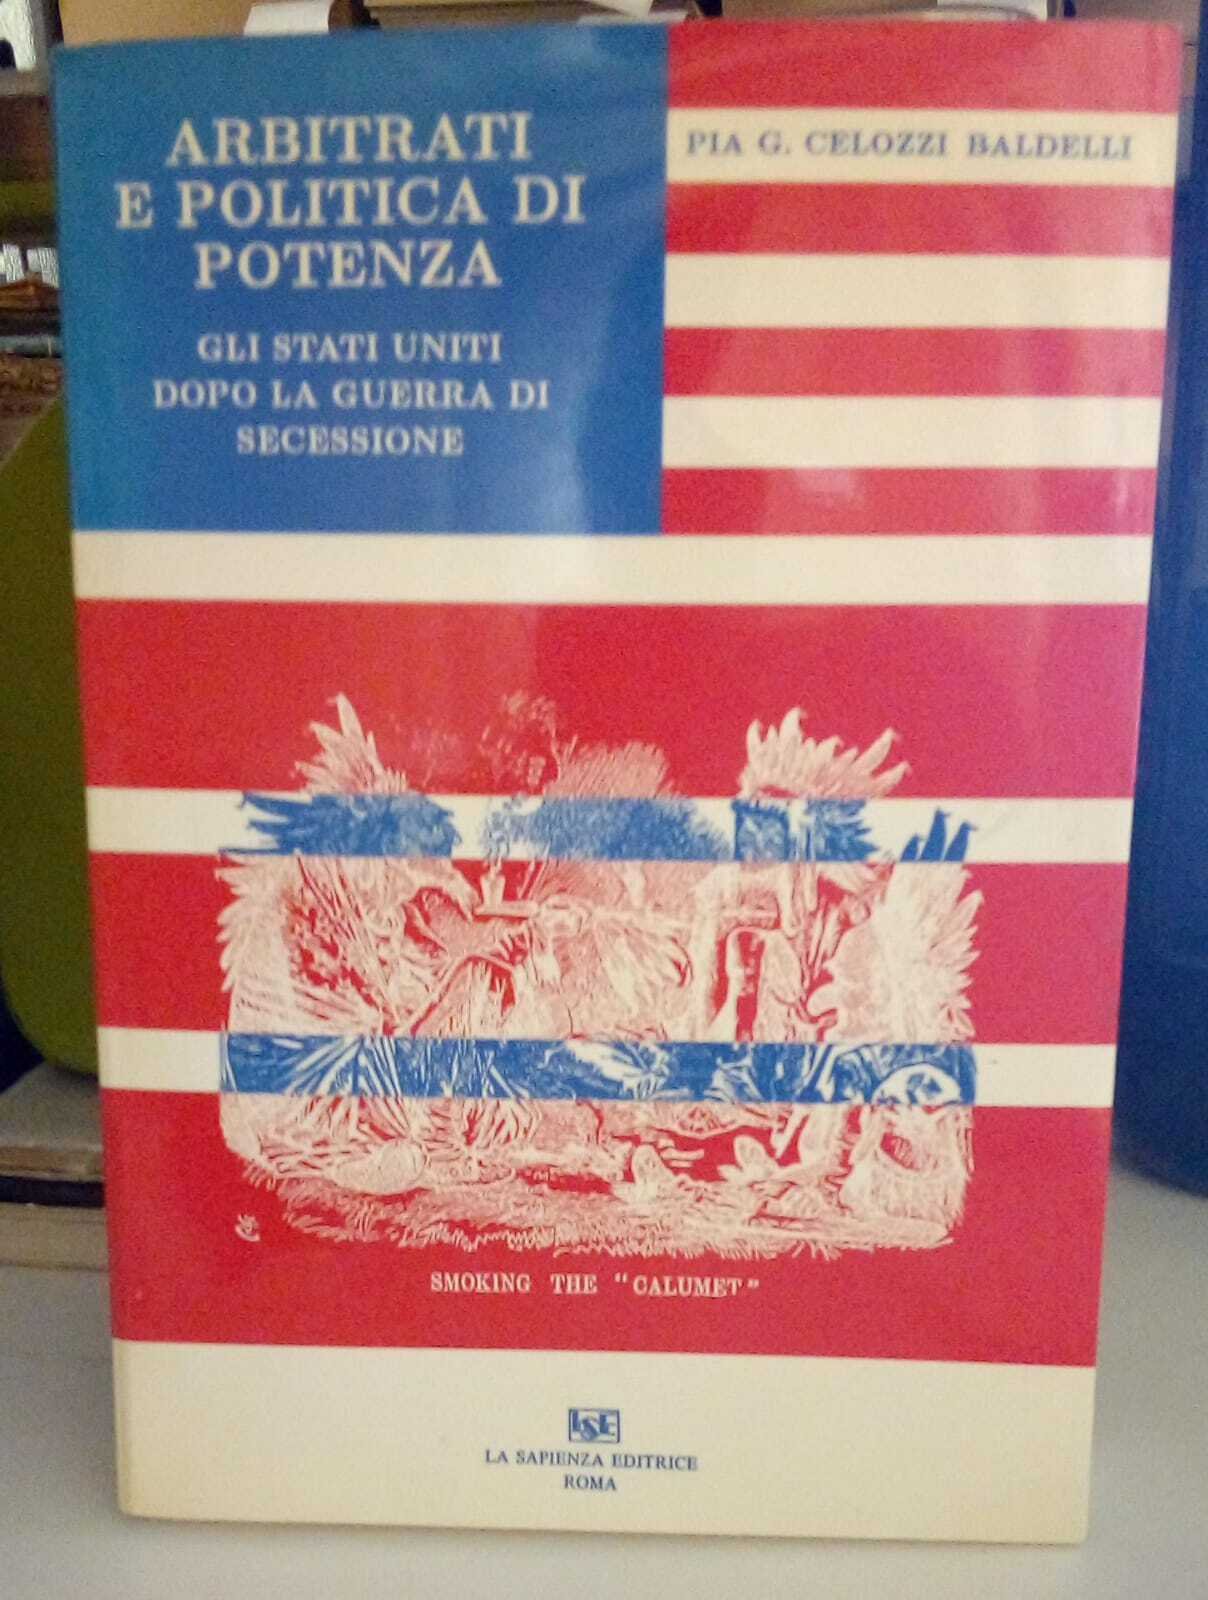 ARBITRATI
E POLITICA DI
POTENZA
GLI STATI UNITI
DOPO LA GUERRA DI
SECESSIONE
PIA G. CELOZZI BALDELLI
SMOKING THE "CALUMET"
LSE
LA SAPIENZA EDITRICE
ROMA